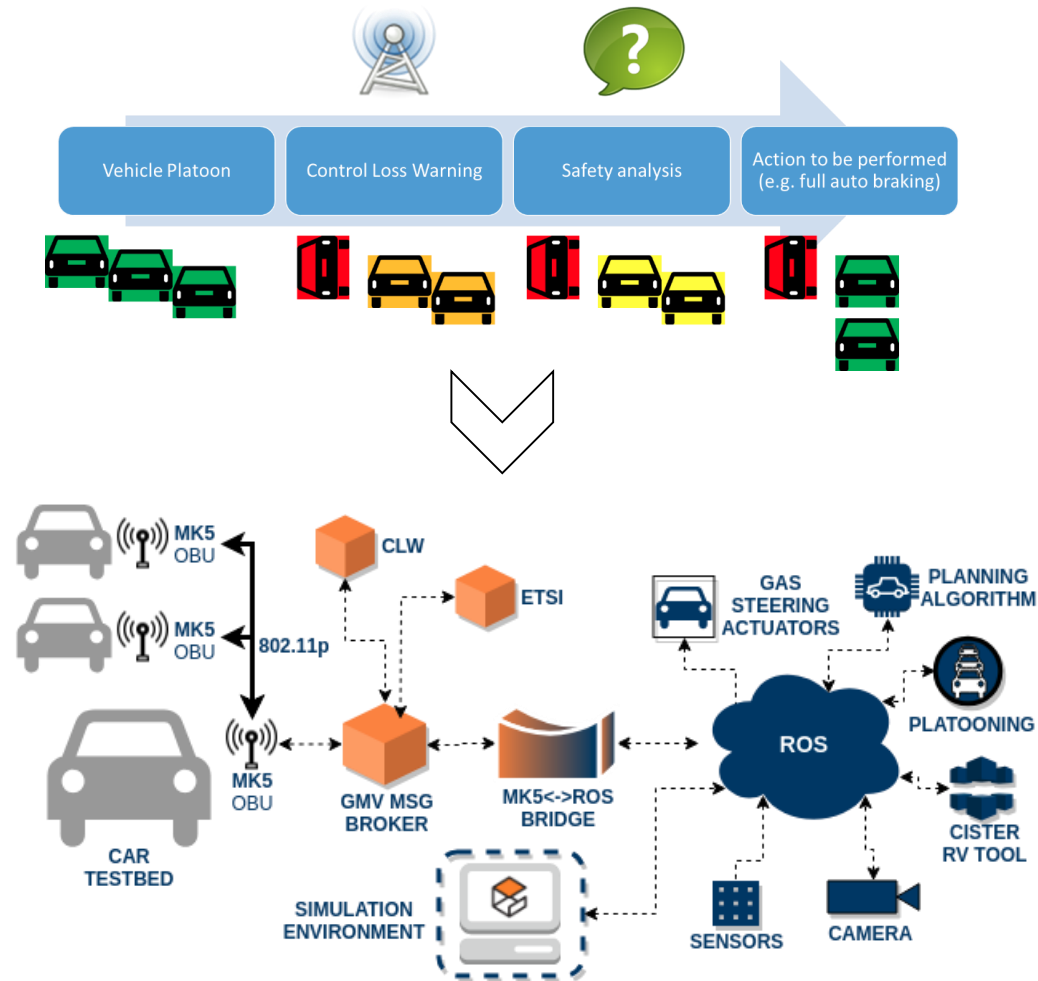 ?
Vehicle Platoon
Control Loss Warning
Safety analysis
Action to be performed
(e.g. full auto braking)
MK5
OBU
MK5
OBU
802.11p
CLW
ETSI
GAS
STEERING
ACTUATORS
PLANNING
ALGORITHM
PLATOONING
ROS
MK5
OBU
GMV MSG
BROKER
MK5<->ROS
BRIDGE
CISTER
RV TOOL
CAR
TESTBED
SIMULATION
ENVIRONMENT
SENSORS
CAMERA